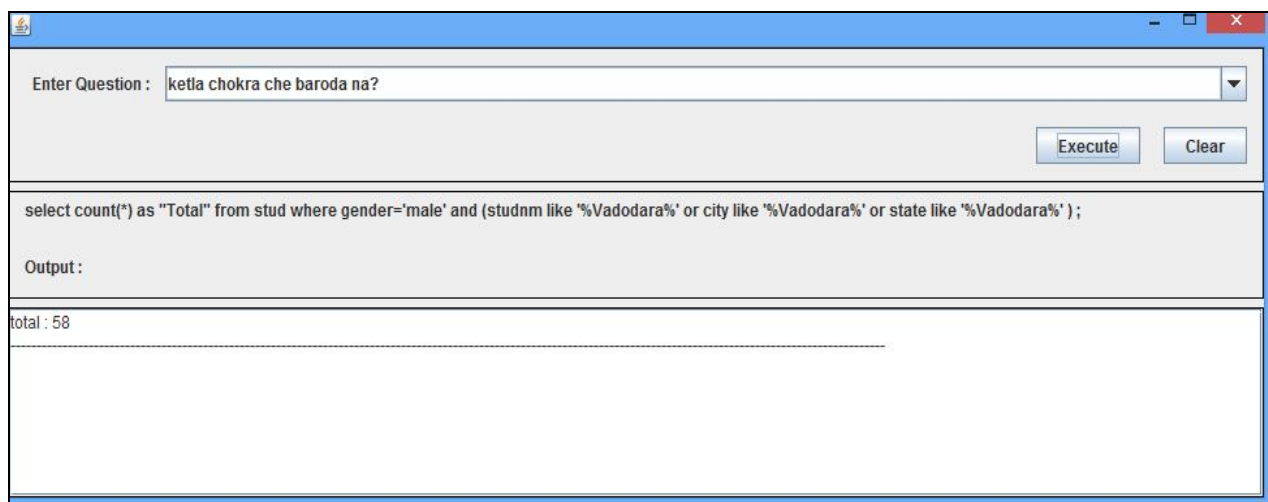 Enter Question : ketla chokra che baroda na?
Execute Clear
select count(*) as "Total" from stud where gender='male' and (studnm like '%Vadodara%' or city like '%Vadodara%' or state like '%Vadodara%' ) ;
Output :
total : 58